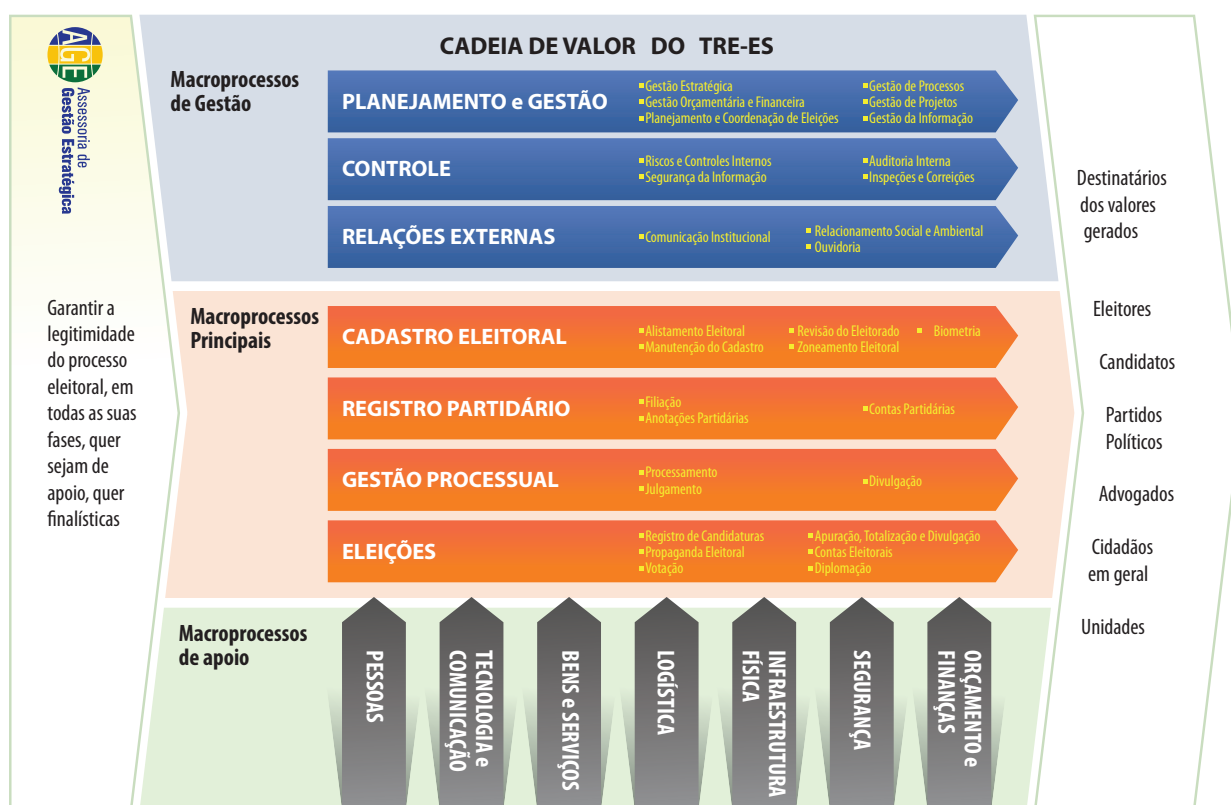 CADEIA DE VALOR DO TRE-ES
AGE
Assessoria de
Gestão Estratégica
Garantir a
legitimidade
do processo
eleitoral, em
todas as suas
fases, quer
sejam de
apoio, quer
finalísticas
Macroprocessos
de Gestão
PLANEJAMENTO e GESTÃO
Gestão Estratégica
Gestão Orçamentária e Financeira
Planejamento e Coordenação de Eleições
Gestão de Processos
Gestão de Projetos
Gestão da Informação
CONTROLE
Riscos e Controles Internos
Segurança da Informação
Auditoria Interna
Inspeções e Correições
RELAÇÕES EXTERNAS
Comunicação Institucional
Relacionamento Social e Ambiental
Ouvidoria
Macroprocessos
Principais
CADASTRO ELEITORAL
Alistamento Eleitoral
Manutenção do Cadastro
Revisão do Eleitorado
Zoneamento Eleitoral
Biometria
REGISTRO PARTIDÁRIO
Filiação
Anotações Partidárias
Contas Partidárias
GESTÃO PROCESSUAL
Processamento
Julgamento
Divulgação
ELEIÇÕES
Registro de Candidaturas
Propaganda Eleitoral
Votação
Apuração, Totalização e Divulgação
Contas Eleitorais
Diplomação
Macroprocessos
de apoio
PESSOAS
TECNOLOGIA e
COMUNICAÇÃO
BENS e SERVIÇOS
LOGÍSTICA
INFRAESTRUTURA
FÍSICA
SEGURANÇA
ORÇAMENTO e
FINANÇAS
Destinatários
dos valores
gerados
Eleitores
Candidatos
Partidos
Políticos
Advogados
Cidadãos
em geral
Unidades